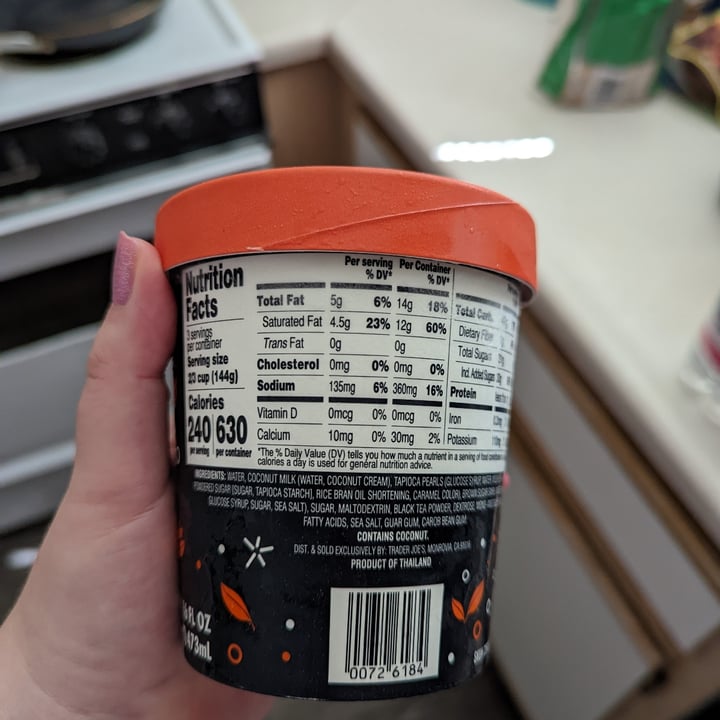 Nutrition
Facts
servings
per container
Serving size
2/3 cup (144g)
Calories
240 630
per serving per container
Per serving Per Container
% DV* % DV*
Total Fat 5g 6% 14g 18%
Saturated Fat 4.5g 23% 12g 60%
Trans Fat 0g 0g
Cholesterol 0mg 0% 0mg 0%
Sodium 135mg 6% 360mg 16%
Vitamin D 0mcg 0% 0mcg 0%
Calcium 10mg 0% 30mg 2%
Total Carb.
Dietary Fiber
Total Sugars
Incl. Added Sugars
Protein
Iron
Potassium
*The % Daily Value (DV) tells you how much a nutrient in a serving of food
calories a day is used for general nutrition advice.
INGREDIENTS: WATER, COCONUT MILK (WATER, COCONUT CREAM), TAPIOCA PEARLS (GLUCOSE SYRUP,
POWDERED SUGAR (SUGAR, TAPIOCA STARCH), RICE BRAN OIL SHORTENING, CARAMEL COLOR), BROWN SUGAR
GLUCOSE SYRUP, SUGAR, SEA SALT), SUGAR, MALTODEXTRIN, BLACK TEA POWDER, DEXTROSE,
FATTY ACIDS, SEA SALT, GUAR GUM, CAROB BEAN GUM.
CONTAINS COCONUT.
DIST. & SOLD EXCLUSIVELY BY: TRADER JOE'S, MONROVIA, CA
PRODUCT OF THAILAND
FL OZ
473mL
0072 6184